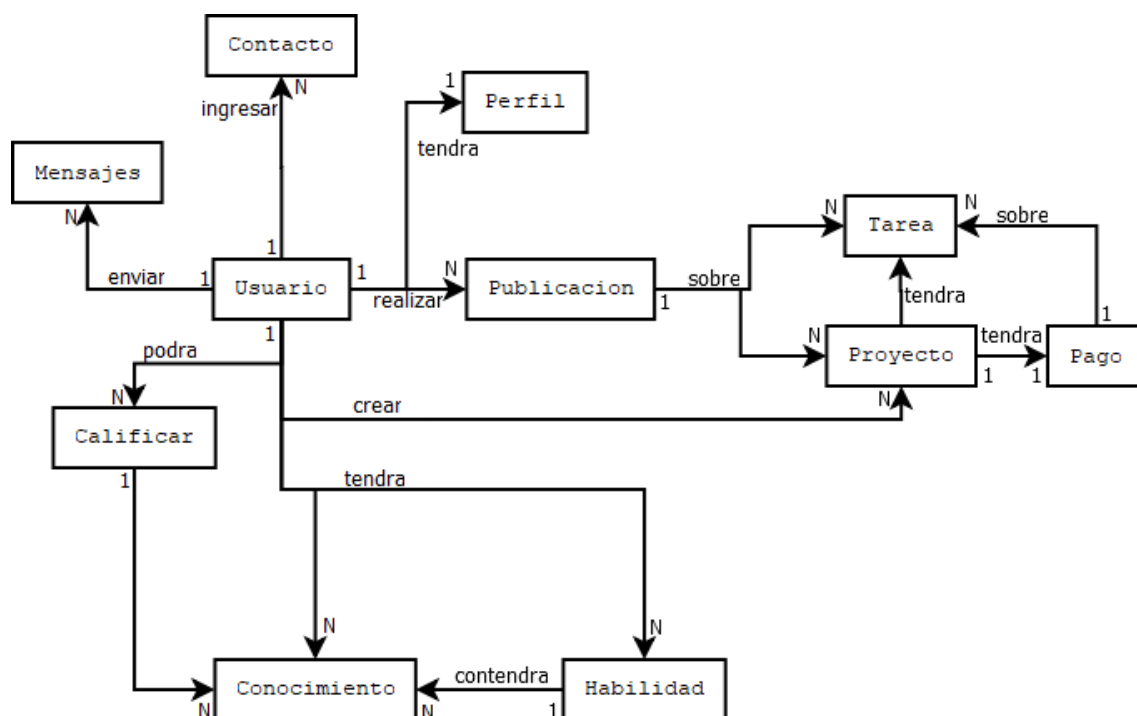 Contacto
N
ingresar
1
Perfil
tendra
Mensajes
N
enviar
1
1
Usuario
1
1
realizar
N
Publicacion
1
sobre
N
Tarea
N
sobre
tendra
N
Proyecto
1
N
tendra
1
1
Pago
podra
N
Calificar
1
crear
tendra
N
N
N
Conocimiento
N
contendra
1
Habilidad